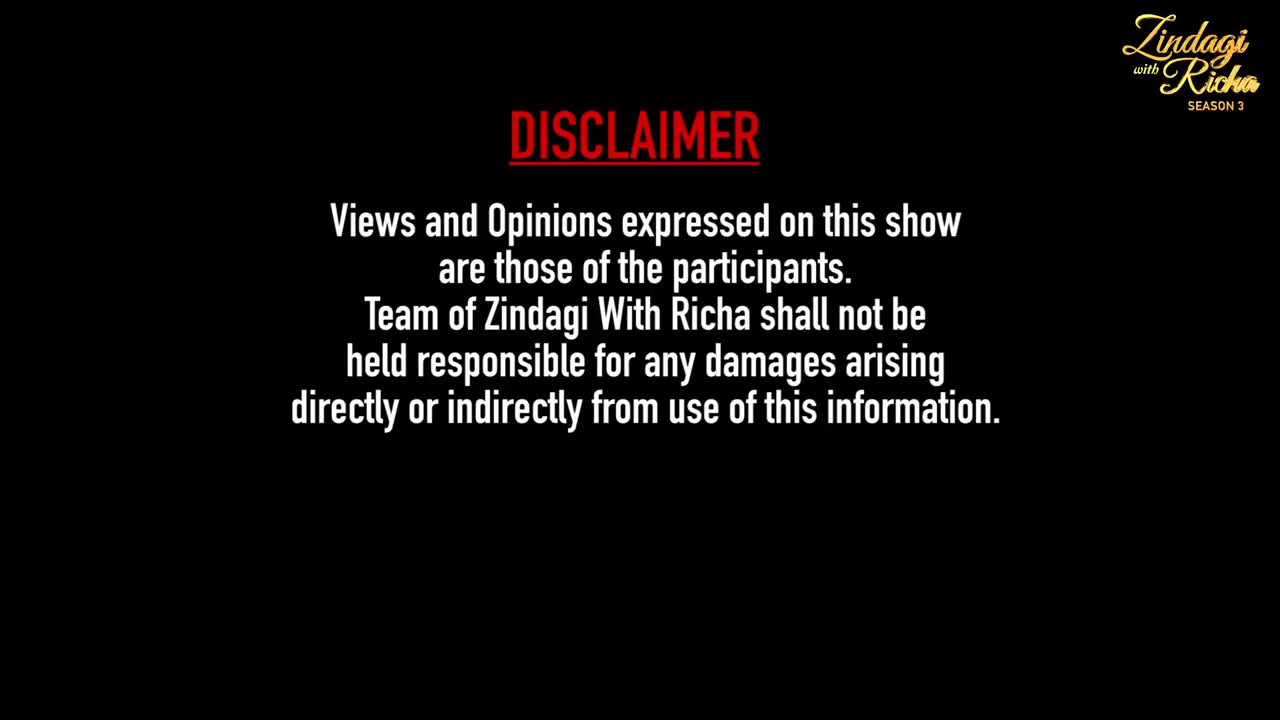 Zindagi
with Richa
SEASON 3
DISCLAIMER
Views and Opinions expressed on this show
are those of the participants.
Team of Zindagi With Richa shall not be
held responsible for any damages arising
directly or indirectly from use of this information.